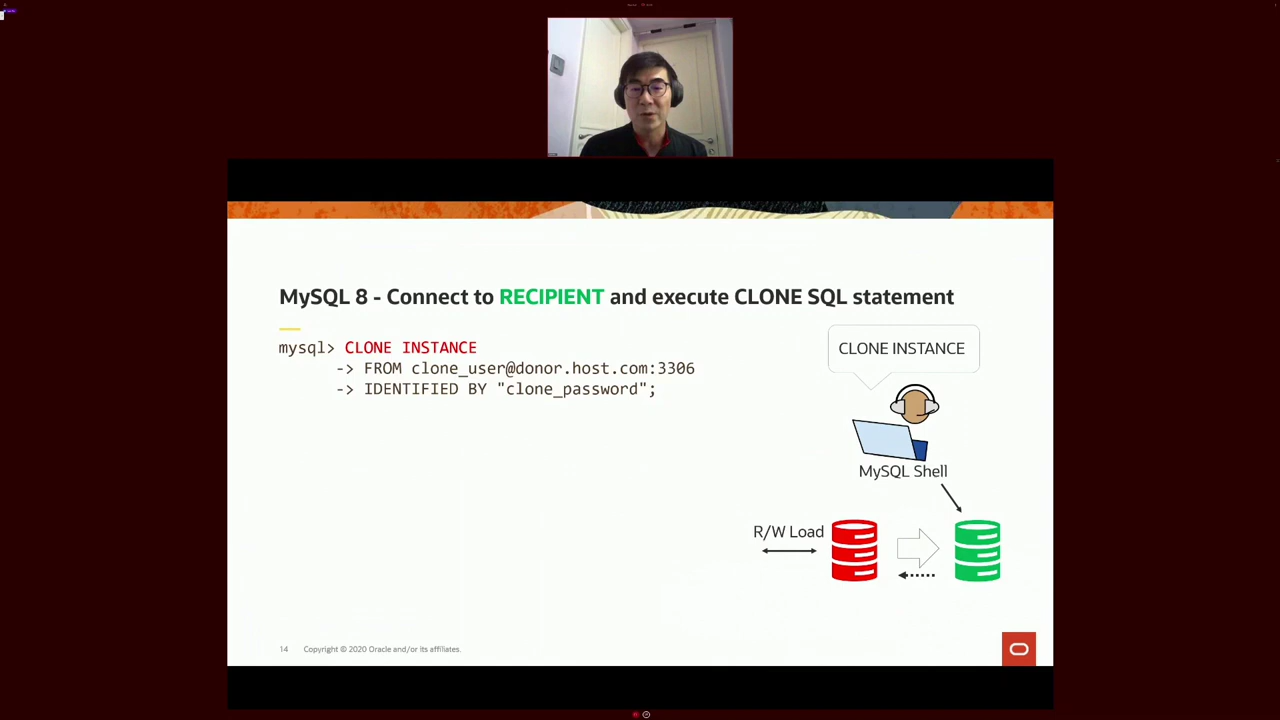 MySQL 8 - Connect to RECIPIENT and execute CLONE SQL statement
mysql> CLONE INSTANCE
-> FROM clone_user@donor.host.com:3306
-> IDENTIFIED BY "clone_password";
CLONE INSTANCE
MySQL Shell
R/W Load
14 Copyright © 2020 Oracle and/or its affiliates.